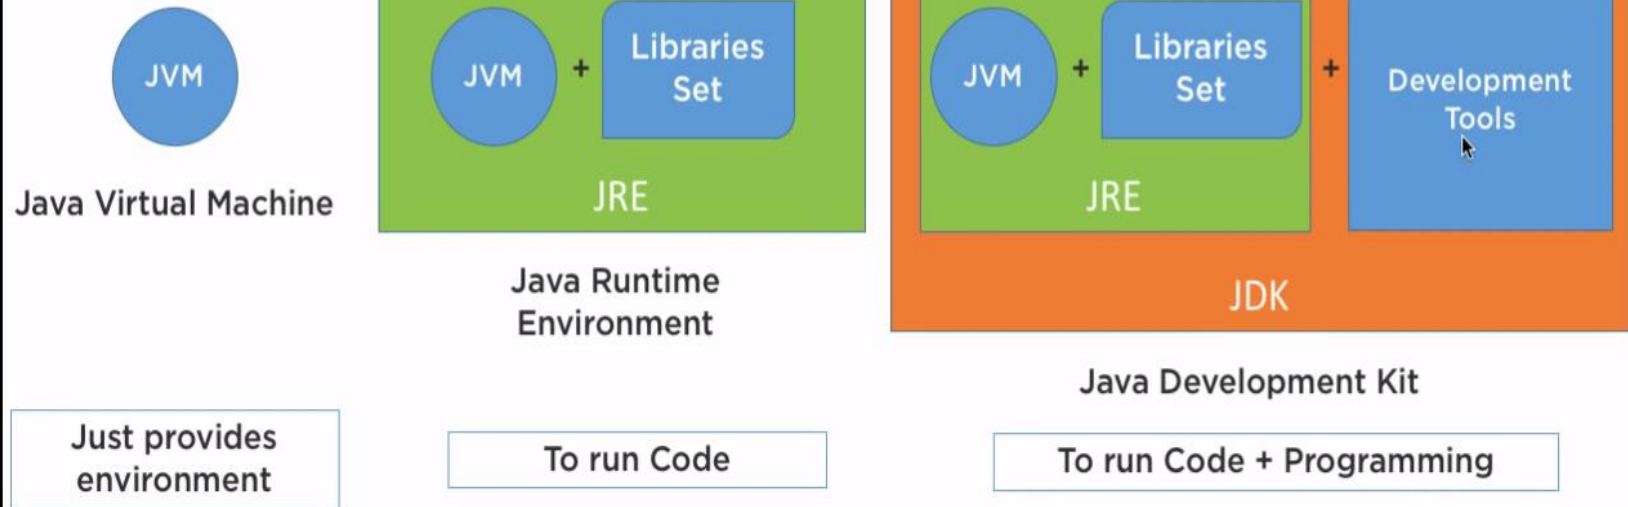 JVM
Java Virtual Machine
Just provides
environment
JVM
+
Libraries
Set
JRE
Java Runtime
Environment
To run Code
JVM
+
Libraries
Set
JRE
+
Development
Tools
JDK
Java Development Kit
To run Code + Programming